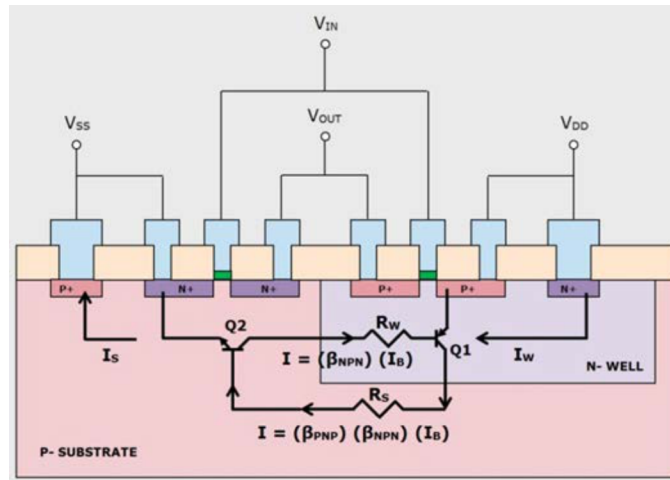 V_IN
V_SS
V_OUT
V_DD
P+
N+
N+
P+
P+
N+
Q2
R_W
Q1
I_S
I = (β_NPN) (I_B)
I_W
R_S
N- WELL
I = (β_PNP) (β_NPN) (I_B)
P- SUBSTRATE